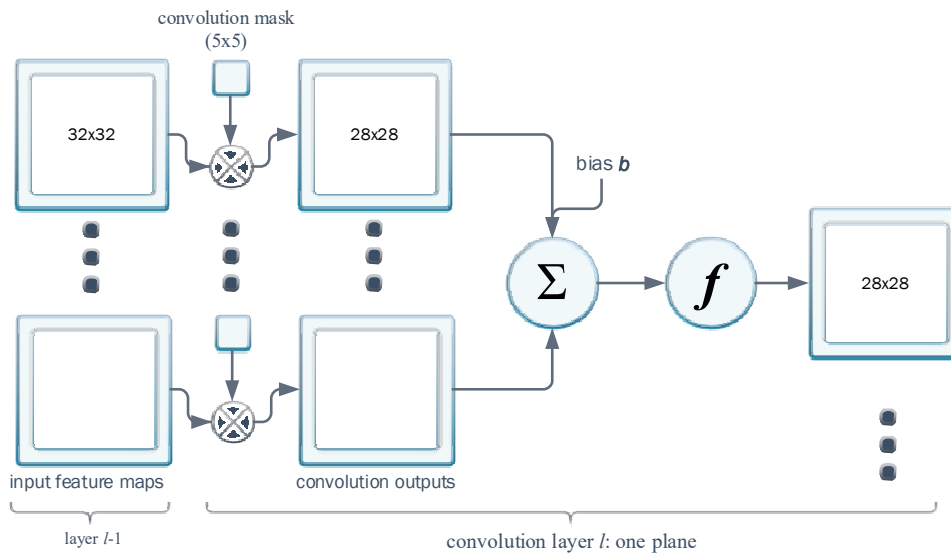 convolution mask
(5x5)
32x32
28x28
bias b
Σ
f
28x28
input feature maps
convolution outputs
layer l-1
convolution layer l: one plane